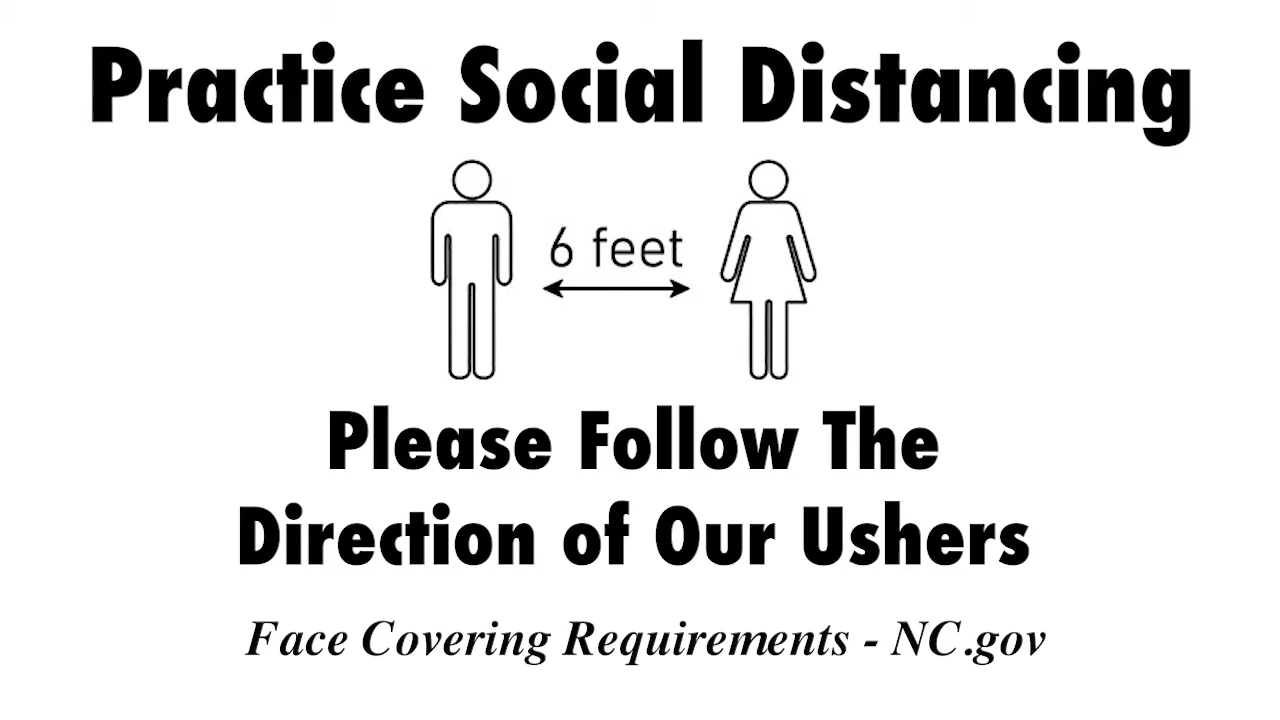 Practice Social Distancing
6 feet
Please Follow The
Direction of Our Ushers
Face Covering Requirements - NC.gov